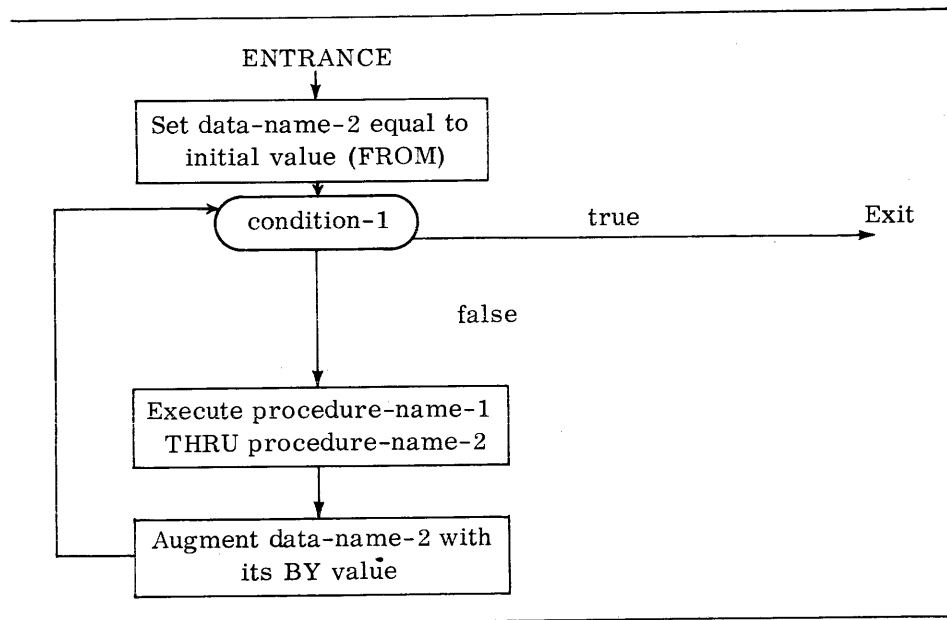 ENTRANCE
Set data-name-2 equal to
initial value (FROM)
condition-1
true
Exit
false
Execute procedure-name-1
THRU procedure-name-2
Augment data-name-2 with
its BY value